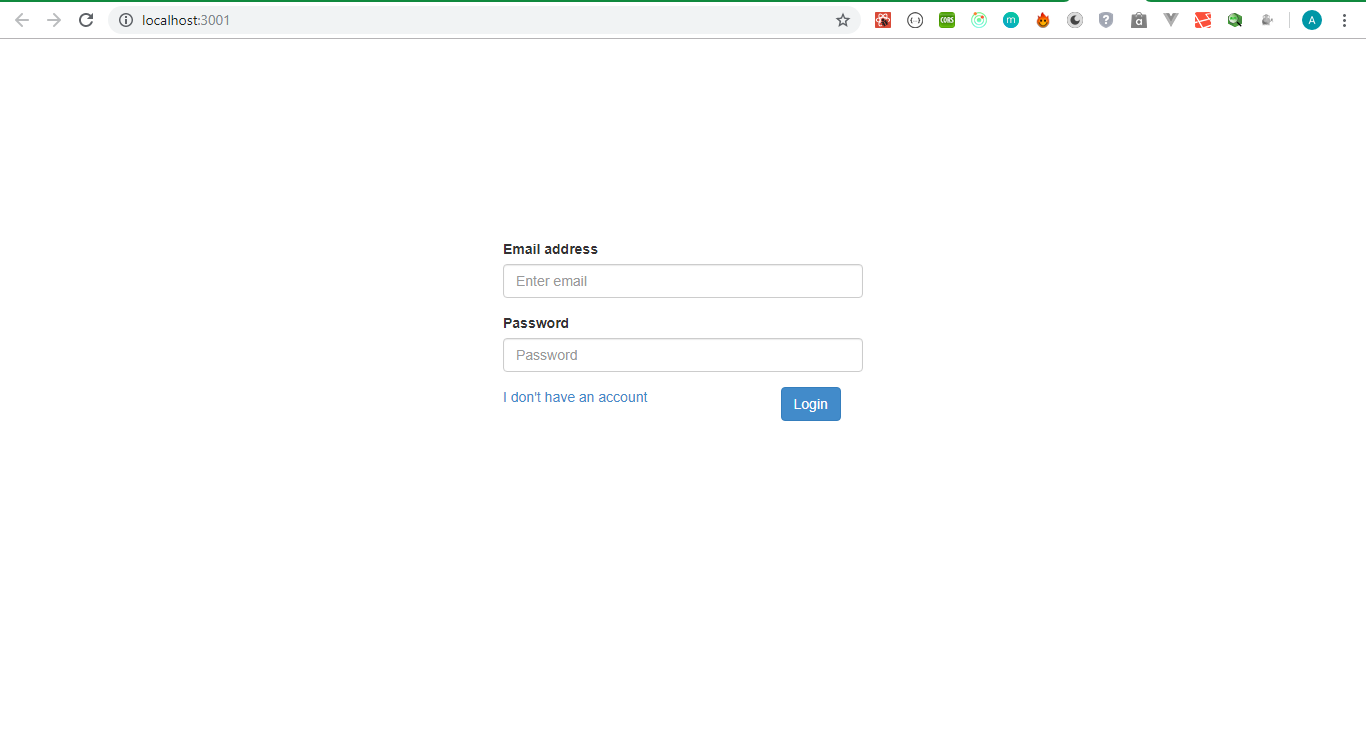 localhost:3001
CORS
m
a
A
Email address
Enter email
Password
Password
I don't have an account
Login